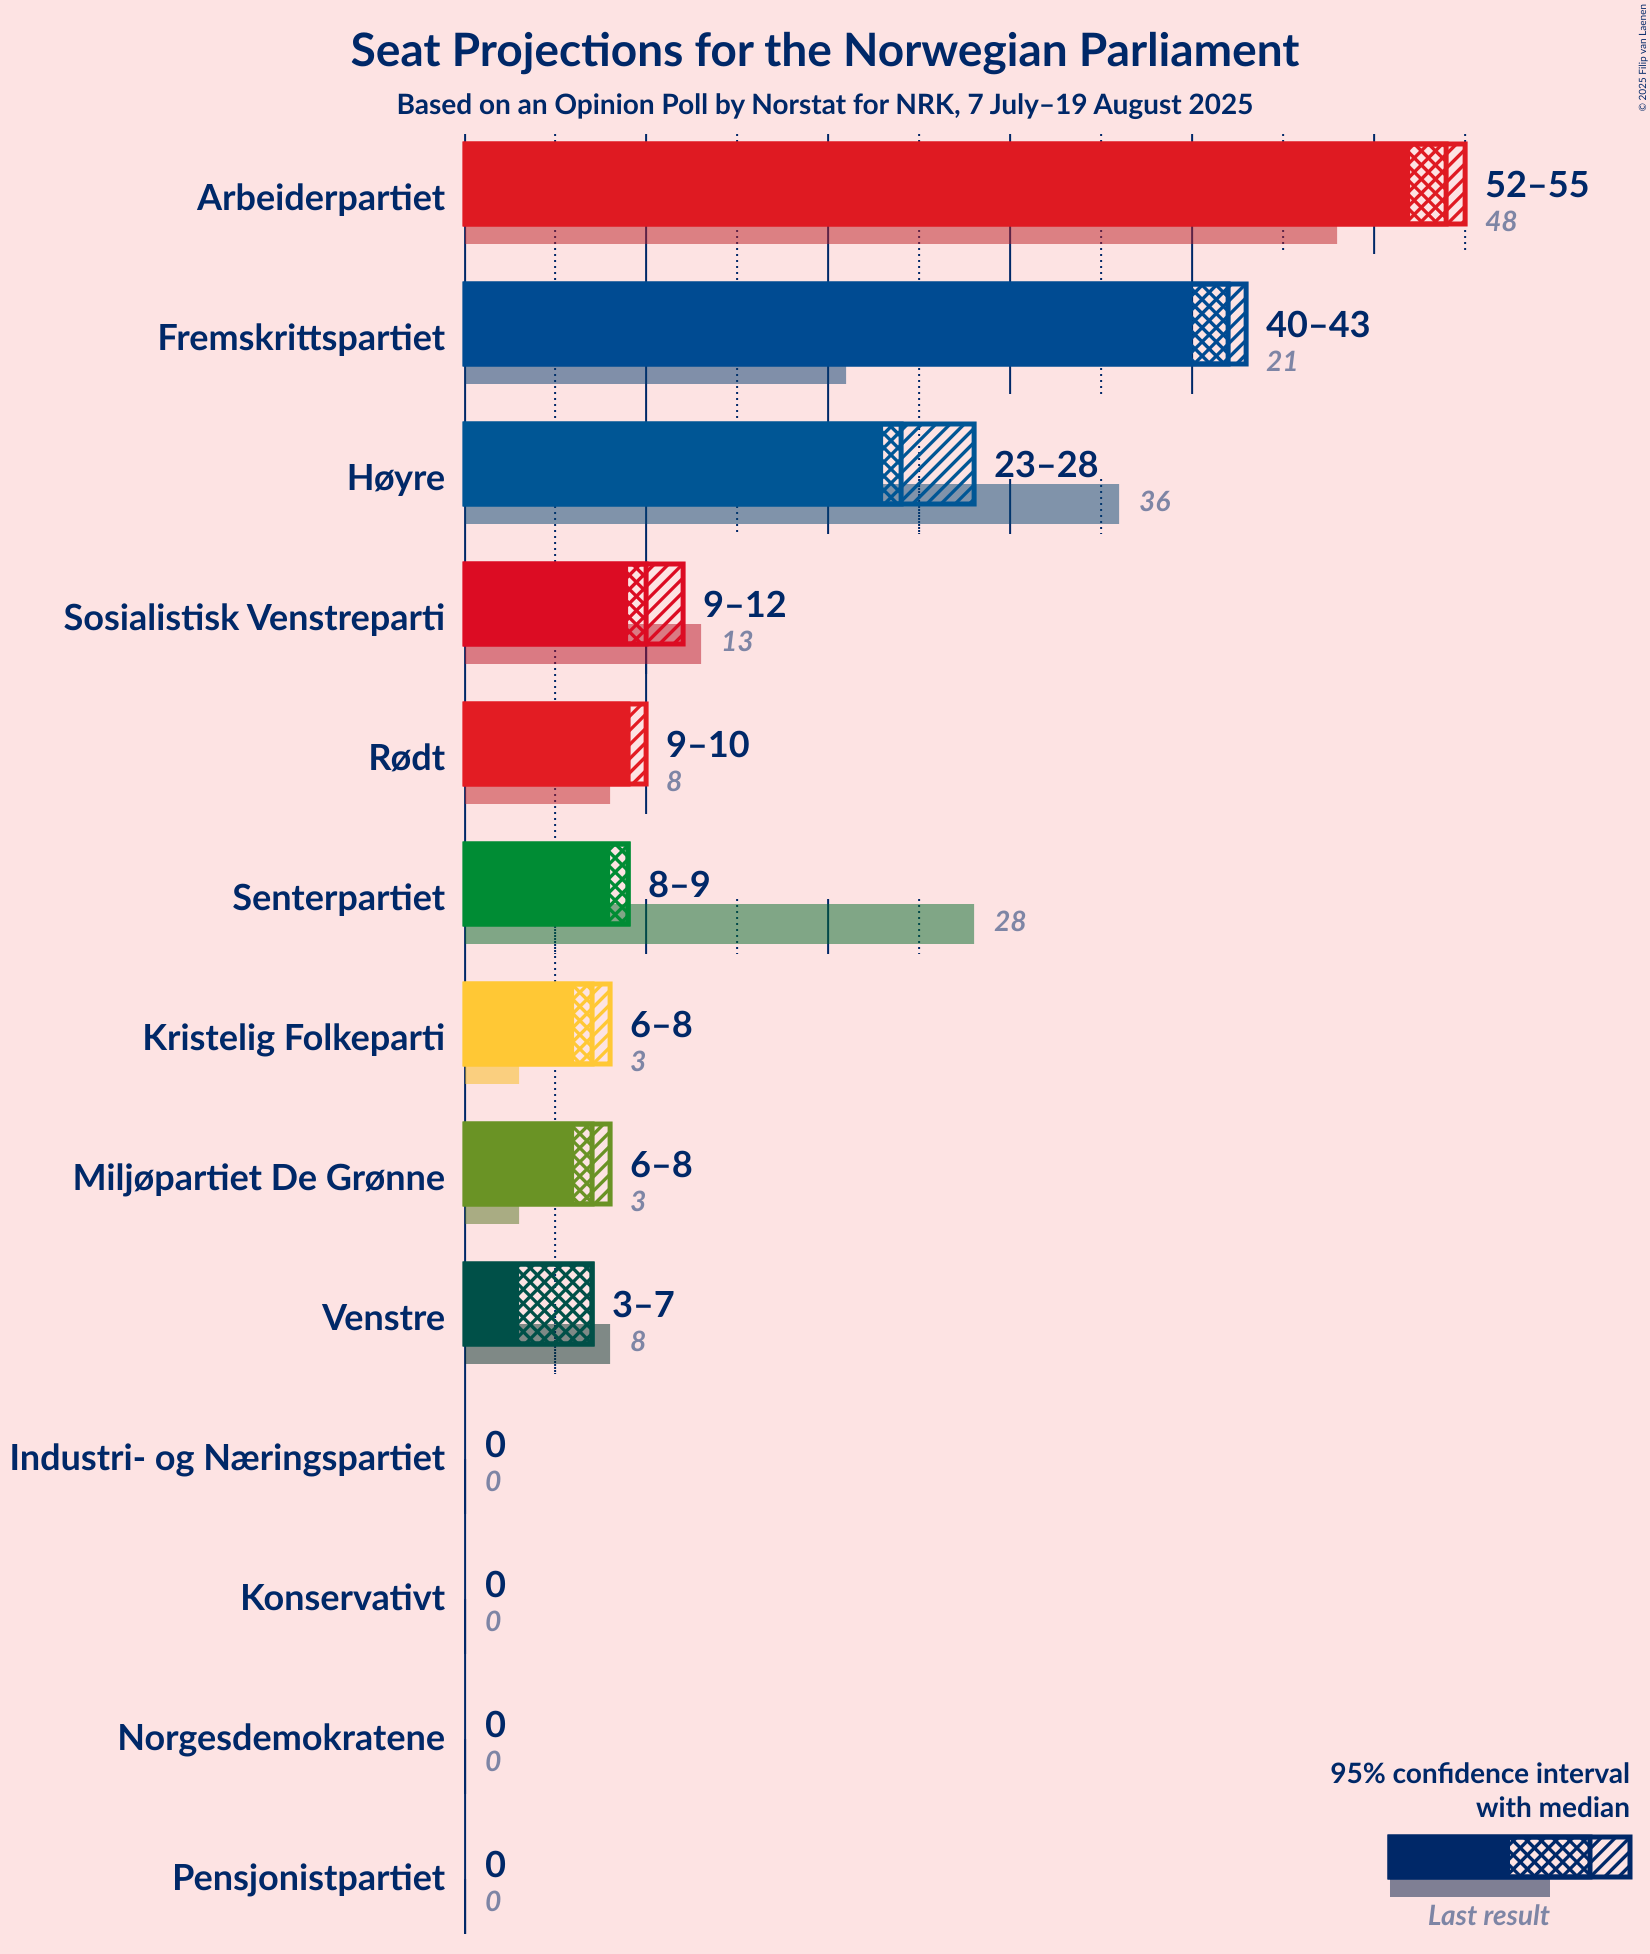 Seat Projections for the Norwegian Parliament
Based on an Opinion Poll by Norstat for NRK, 7 July–19 August 2025
© 2025 Filip van Laenen
Arbeiderpartiet
52–55
48
Fremskrittspartiet
40–43
21
Høyre
23–28
36
Sosialistisk Venstreparti
9–12
13
Rødt
9–10
8
Senterpartiet
8–9
28
Kristelig Folkeparti
6–8
3
Miljøpartiet De Grønne
6–8
3
Venstre
3–7
8
Industri- og Næringspartiet
0
0
Konservativt
0
0
Norgesdemokratene
0
0
Pensjonistpartiet
0
0
95% confidence interval
with median
Last result